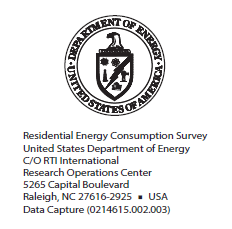 DEPARTMENT OF ENERGY
UNITED STATES OF AMERICA
Residential Energy Consumption Survey
United States Department of Energy
C/O RTI International
Research Operations Center
5265 Capital Boulevard
Raleigh, NC 27616-2925 ▪ USA
Data Capture (0214615.002.003)